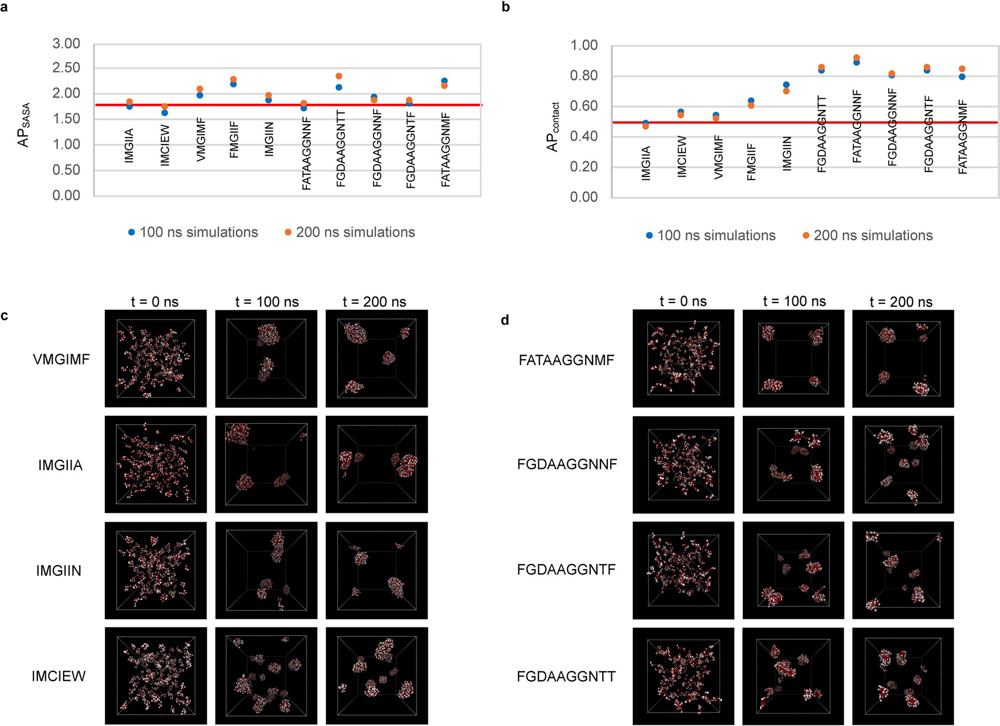 a
3.00
2.50
2.00
1.50
1.00
0.50
0.00
APSASA
IMGIIA
IMCIEW
VMGIMF
FMGIIF
IMGIIN
FATAAGGNNF
FGDAAGGNTT
FGDAAGGNNF
FGDAAGGNTF
FATAAGGNMF
100 ns simulations
200 ns simulations
b
1.00
0.80
0.60
0.40
0.20
0.00
APcontact
IMGIIA
IMCIEW
VMGIMF
FMGIIF
IMGIIN
FGDAAGGNTT
FATAAGGNNF
FGDAAGGNNF
FGDAAGGNTF
FATAAGGNMF
100 ns simulations
200 ns simulations
c
t = 0 ns
t = 100 ns
t = 200 ns
VMGIMF
IMGIIA
IMGIIN
IMCIEW
d
t = 0 ns
t = 100 ns
t = 200 ns
FATAAGGNMF
FGDAAGGNNF
FGDAAGGNTF
FGDAAGGNTT